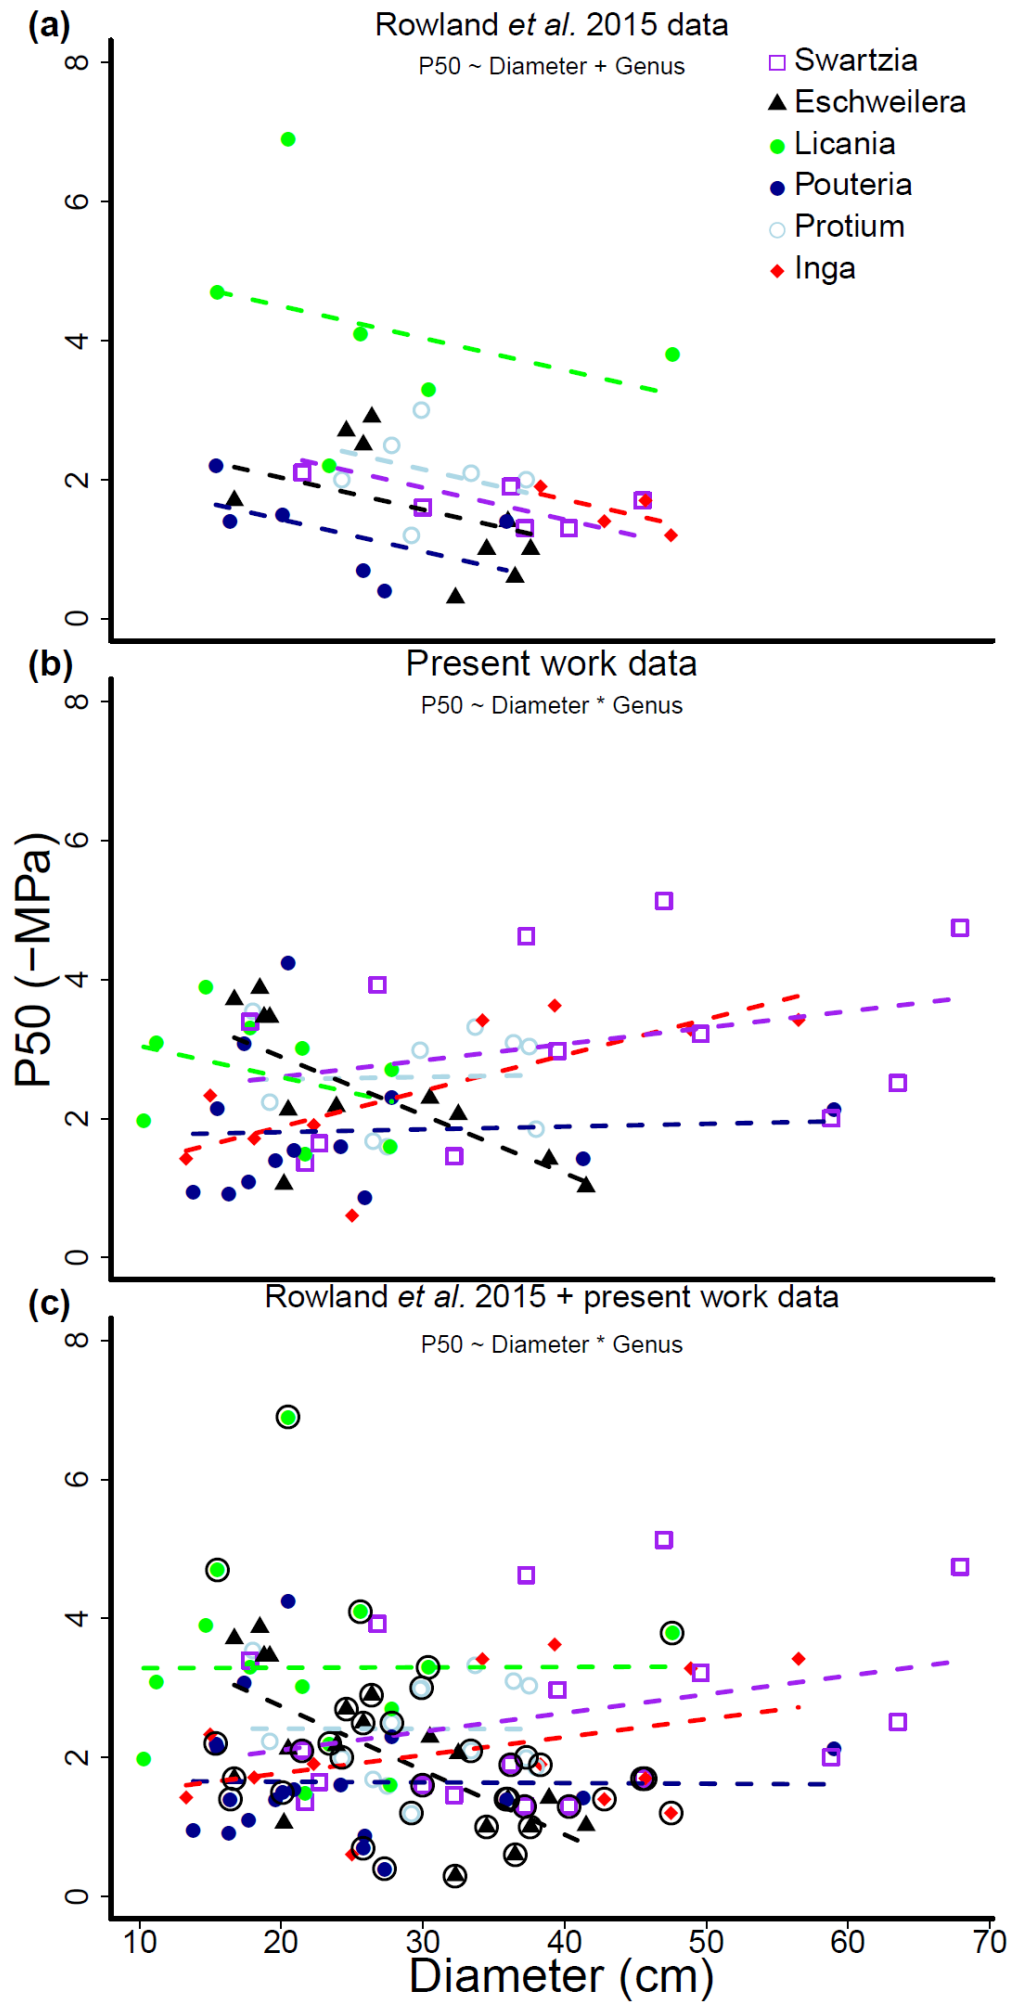 (a)
Rowland et al. 2015 data
P50 ~ Diameter + Genus
Swartzia
Eschweilera
Licania
Pouteria
Protium
Inga
8
6
4
2
0
(b)
Present work data
P50 ~ Diameter * Genus
8
6
4
2
0
P50 (−MPa)
(c)
Rowland et al. 2015 + present work data
P50 ~ Diameter * Genus
8
6
4
2
0
10 20 30 40 50 60 70
Diameter (cm)